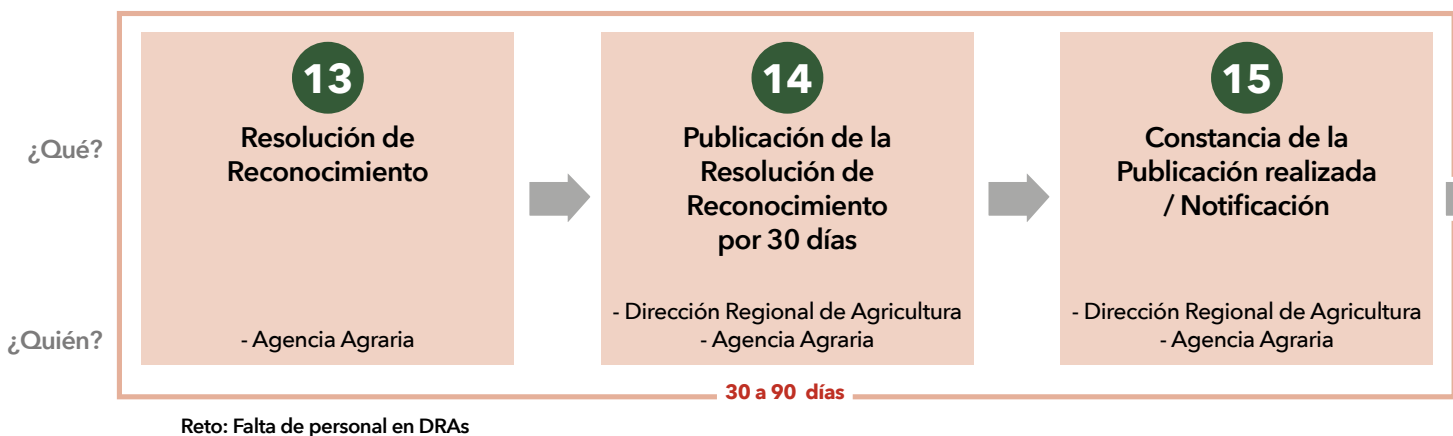 ¿Qué?
13
Resolución de
Reconocimiento
14
Publicación de la
Resolución de
Reconocimiento
por 30 días
15
Constancia de la
Publicación realizada
/ Notificación
¿Quién?
- Agencia Agraria
- Dirección Regional de Agricultura
- Agencia Agraria
- Dirección Regional de Agricultura
- Agencia Agraria
30 a 90 días
Reto: Falta de personal en DRAs